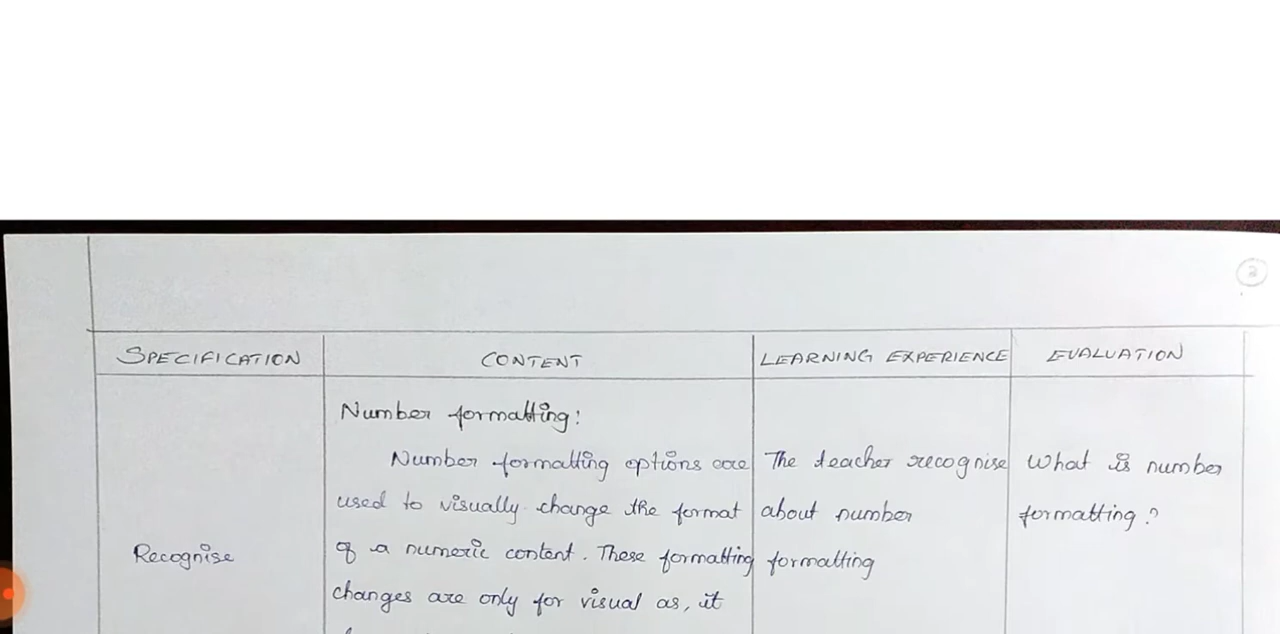 2
SPECIFICATION
CONTENT
LEARNING EXPERIENCE
EVALUATION
Number formatting:
Number formatting options are
used to visually change the format
of a numeric content. These formatting
changes are only for visual as, it
Recognise
The teacher recognise
about number
formatting
What is number
formatting?